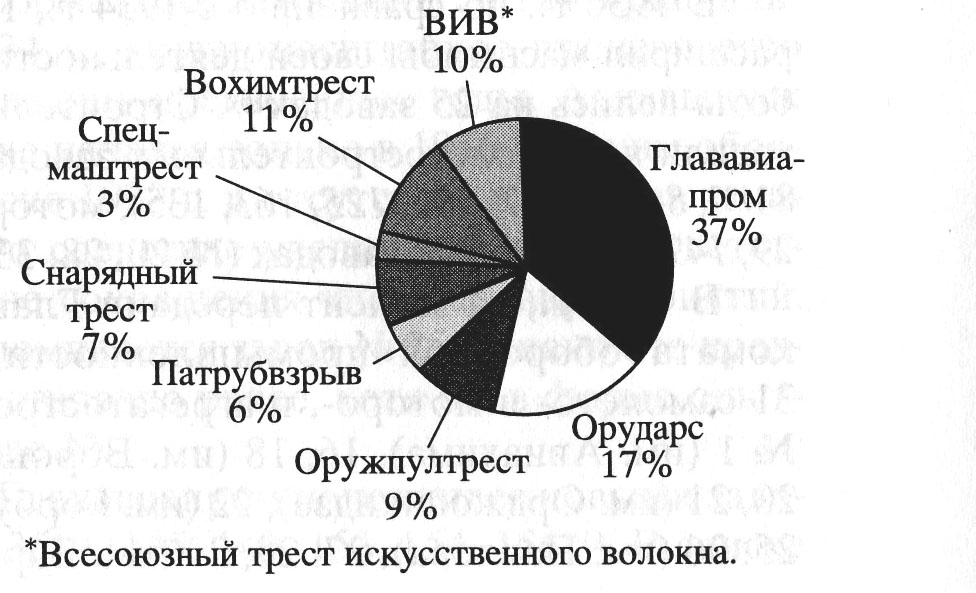 ВИВ*
10%
Вохимтрест
11%
Спец-
маштрест
3%
Снарядный
трест
7%
Патрубвзрыв
6%
Оружпултрест
9%
Орударс
17%
Главави­а-
пром
37%
*Всесоюзный трест искусственного волокна.